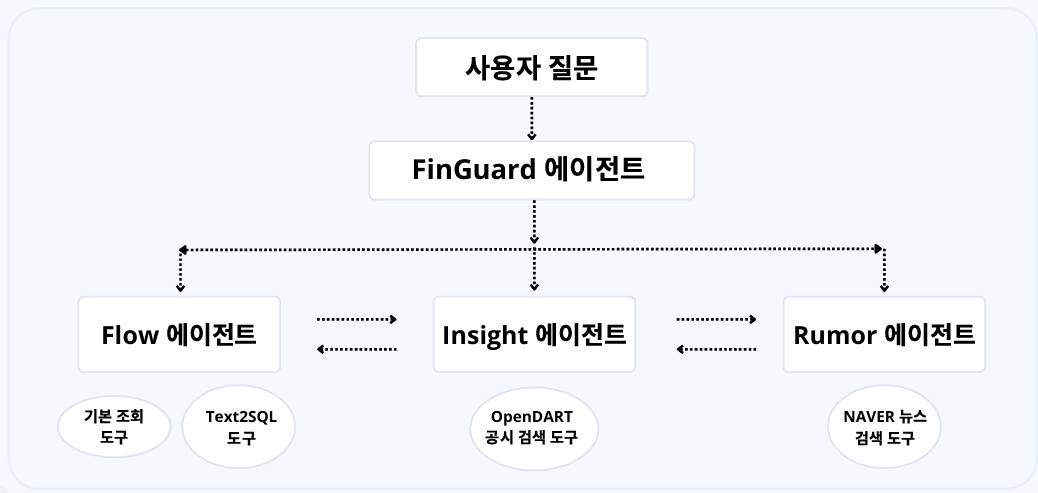 사용자 질문
FinGuard 에이전트
Flow 에이전트
Insight 에이전트
Rumor 에이전트
기본 조회
도구
Text2SQL
도구
OpenDART
공시 검색 도구
NAVER 뉴스
검색 도구